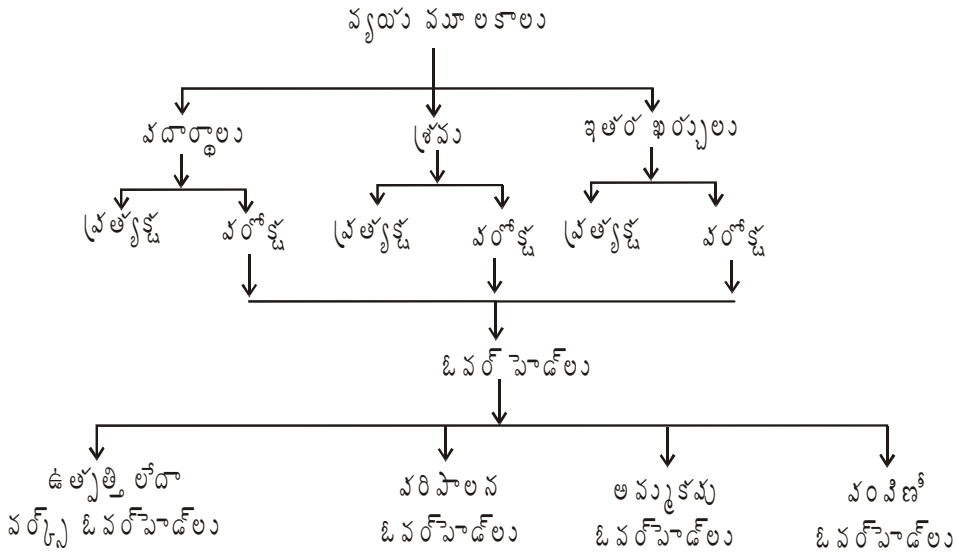 వ్యయ మూలకాలు
పదార్థాలు
శ్రమ
ఇతర ఖర్చులు
ప్రత్యక్ష
పరోక్ష
ప్రత్యక్ష
పరోక్ష
ప్రత్యక్ష
పరోక్ష
ఓవర్ హెడ్‌లు
ఉత్పత్తి లేదా
వర్క్స్ ఓవర్‌హెడ్‌లు
పరిపాలన
ఓవర్‌హెడ్‌లు
అమ్మకపు
ఓవర్‌హెడ్‌లు
పంపిణీ
ఓవర్‌హెడ్‌లు